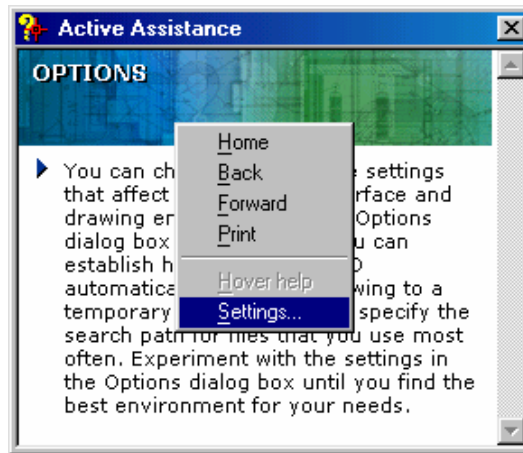 Active Assistance
OPTIONS
Home
Back
Forward
Print
Hover help
Settings...
You can ch settings
that affect rface and
drawing en Options
dialog box u can
establish h
automatica wing to a
temporary specify the
search path for files that you use most
often. Experiment with the settings in
the Options dialog box until you find the
best environment for your needs.